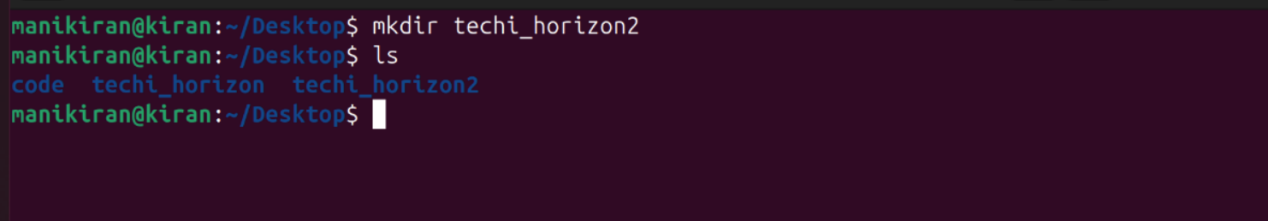 manikiran@kiran:~/Desktop$ mkdir techi_horizon2
manikiran@kiran:~/Desktop$ ls
code  techi_horizon  techi_horizon2
manikiran@kiran:~/Desktop$